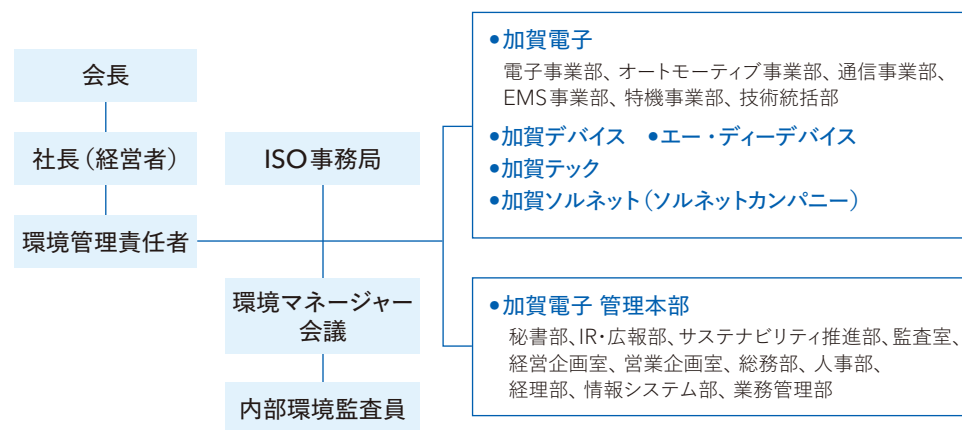 会長
社長（経営者）
環境管理責任者
ISO事務局
環境マネージャー
会議
内部環境監査員
●加賀電子
電子事業部、オートモーティブ事業部、通信事業部、
EMS事業部、特機事業部、技術統括部
●加賀デバイス ●エー・ディーデバイス
●加賀テック
●加賀ソルネット（ソルネットカンパニー）
●加賀電子 管理本部
秘書部、IR・広報部、サステナビリティ推進部、監査室、
経営企画室、営業企画室、総務部、人事部、
経理部、情報システム部、業務管理部